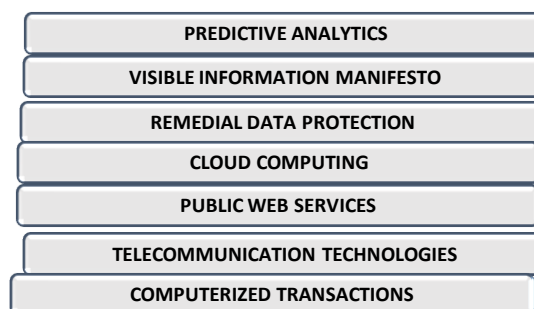 PREDICTIVE ANALYTICS
VISIBLE INFORMATION MANIFESTO
REMEDIAL DATA PROTECTION
CLOUD COMPUTING
PUBLIC WEB SERVICES
TELECOMMUNICATION TECHNOLOGIES
COMPUTERIZED TRANSACTIONS